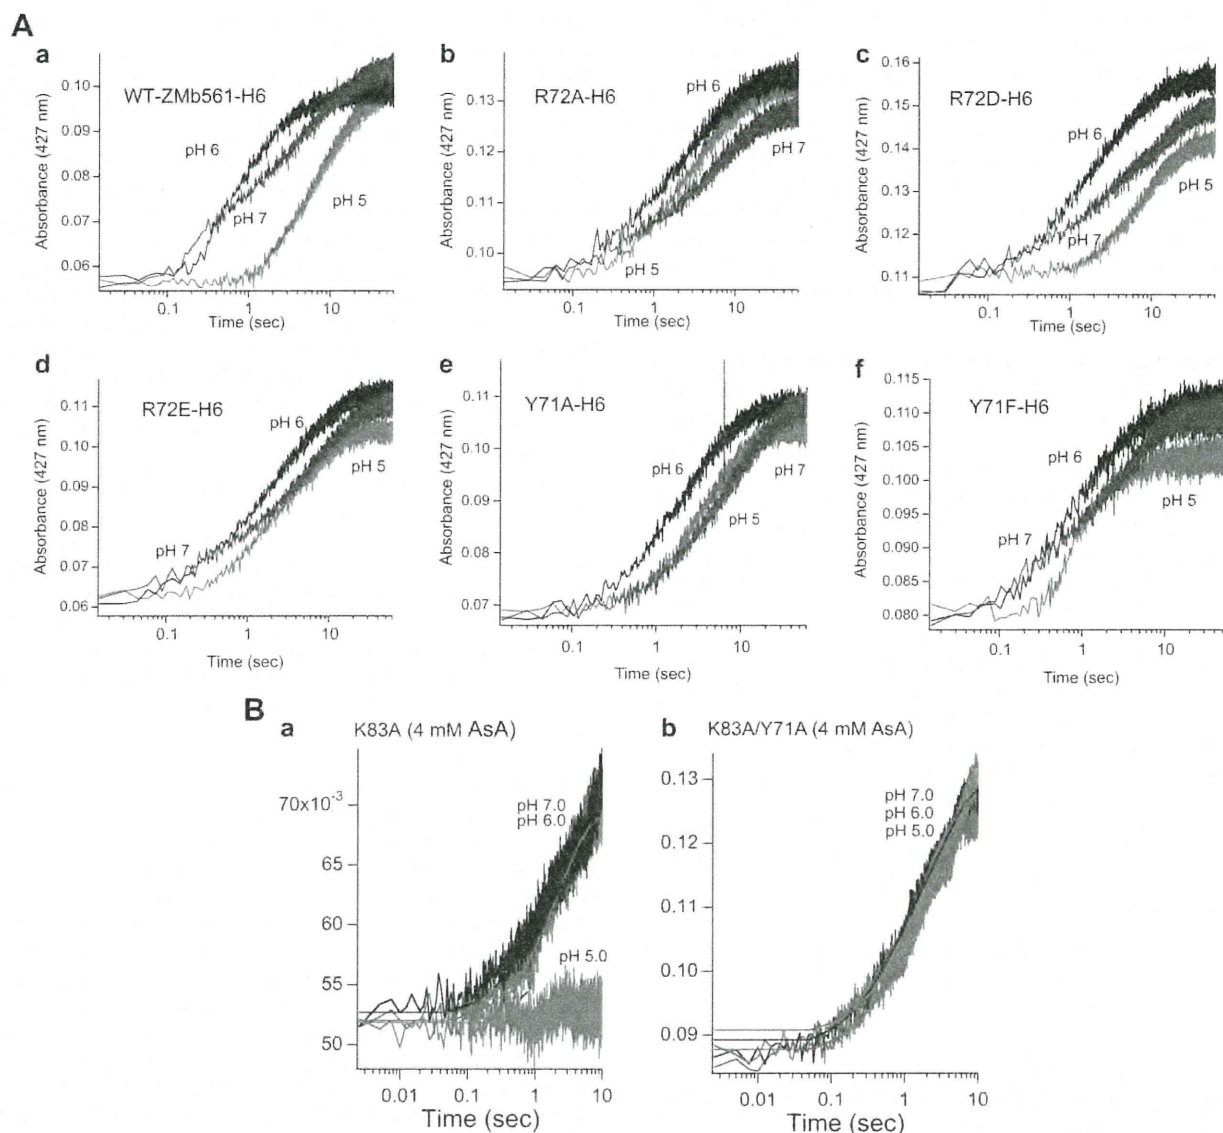 A
a
WT-ZMb561-H6
Absorbance (427 nm)
0.10
0.09
0.08
0.07
0.06
pH 6
pH 7
pH 5
0.1
1
10
Time (sec)
b
R72A-H6
Absorbance (427 nm)
0.13
0.12
0.11
0.10
pH 6
pH 7
pH 5
0.1
1
10
Time (sec)
c
R72D-H6
Absorbance (427 nm)
0.16
0.15
0.14
0.13
0.12
0.11
pH 6
pH 7
pH 5
0.1
1
10
Time (sec)
d
R72E-H6
Absorbance (427 nm)
0.11
0.10
0.09
0.08
0.07
0.06
pH 6
pH 5
pH 7
0.1
1
10
Time (sec)
e
Y71A-H6
Absorbance (427 nm)
0.11
0.10
0.09
0.08
0.07
pH 6
pH 7
pH 5
0.1
1
10
Time (sec)
f
Y71F-H6
Absorbance (427 nm)
0.115
0.110
0.105
0.100
0.095
0.090
0.085
0.080
pH 6
pH 7
pH 5
0.1
1
10
Time (sec)
B
a
K83A (4 mM AsA)
70x10-3
65
60
55
50
pH 7.0
pH 6.0
pH 5.0
0.01
0.1
1
10
Time (sec)
b
K83A/Y71A (4 mM AsA)
0.13
0.12
0.11
0.10
0.09
pH 7.0
pH 6.0
pH 5.0
0.01
0.1
1
10
Time (sec)